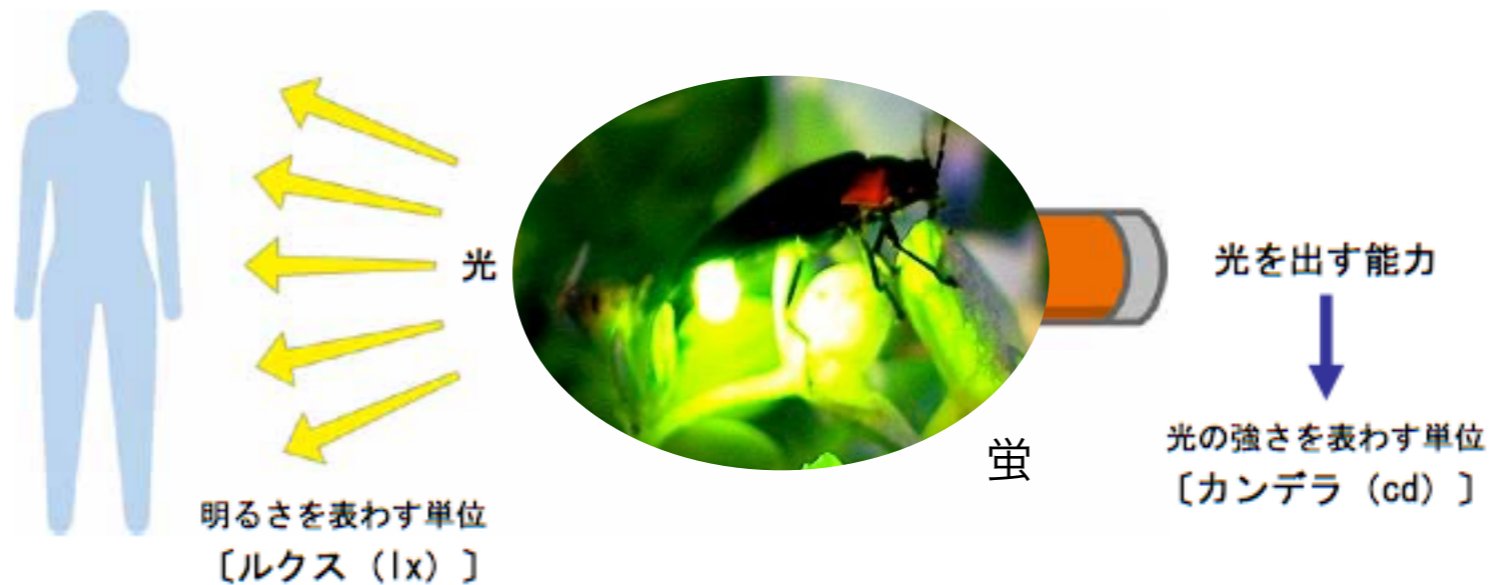 光
蛍
明るさを表わす単位
〔ルクス（lx）〕
光を出す能力
光の強さを表わす単位
〔カンデラ（cd）〕